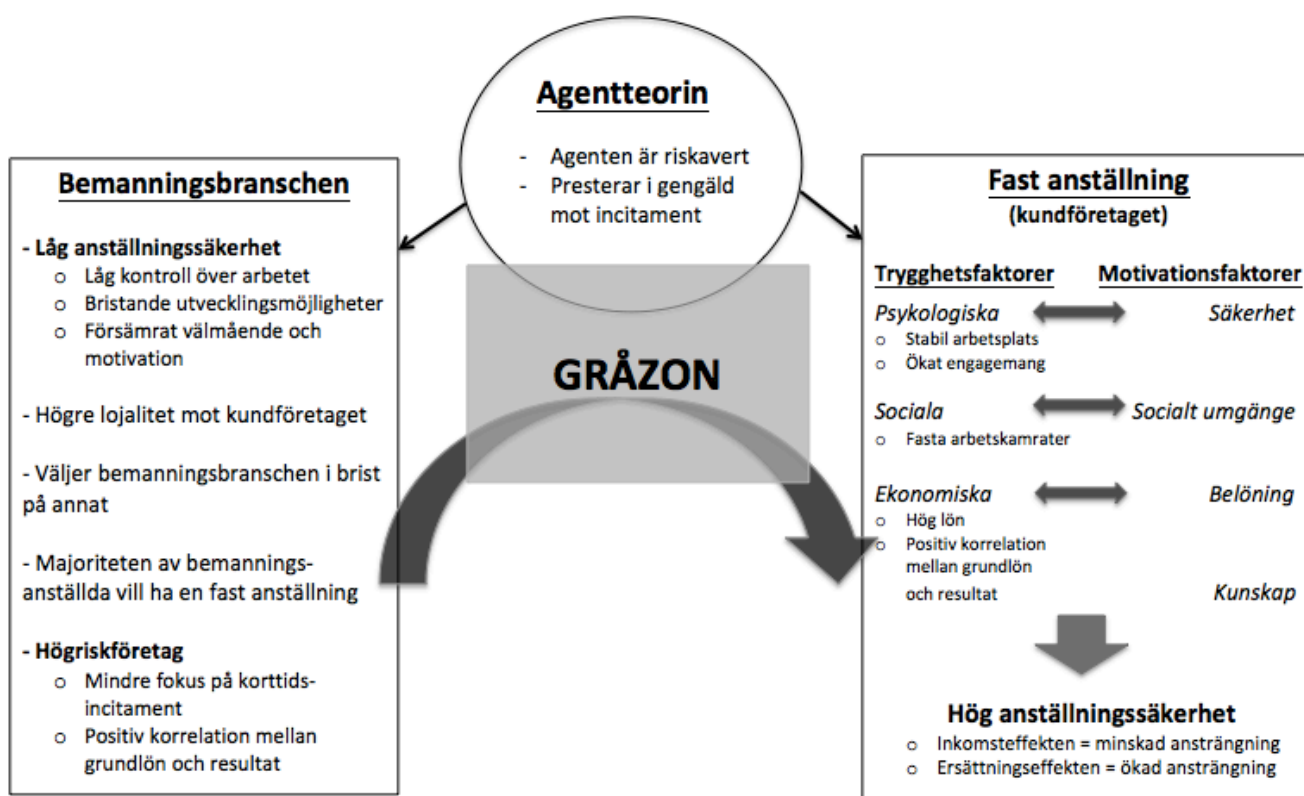 Agentteorin
- Agenten är riskavert
- Presterar i gengäld
mot incitament
Bemanningsbranschen
- Låg anställningssäkerhet
o Låg kontroll över arbetet
o Bristande utvecklingsmöjligheter
o Försämrat välmående och
motivation
- Högre lojalitet mot kundföretaget
- Väljer bemanningsbranschen i brist
på annat
- Majoriteten av bemannings-
anställda vill ha en fast anställning
- Högriskföretag
o Mindre fokus på korttids-
incitament
o Positiv korrelation mellan
grundlön och resultat
GRÅZON
Fast anställning
(kundföretaget)
Trygghetsfaktorer Motivationsfaktorer
Psykologiska Säkerhet
o Stabil arbetsplats
o Ökat engagemang
Sociala Socialt umgänge
o Fasta arbetskamrater
Ekonomiska Belöning
o Hög lön
o Positiv korrelation
mellan grundlön
och resultat Kunskap
Hög anställningssäkerhet
o Inkomsteffekten = minskad ansträngning
o Ersättningseffekten = ökad ansträngning